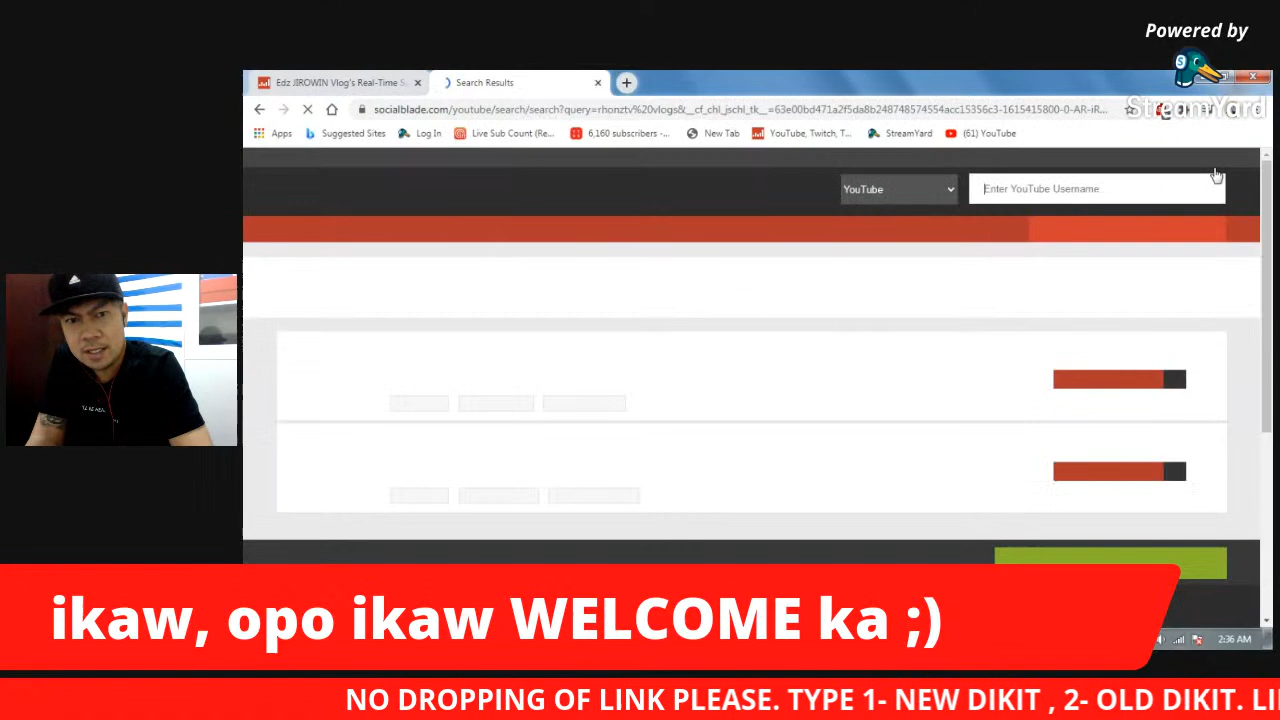 Powered by
StreamYard
Edz JIROWIN Vlog's Real-Time S
Search Results
socialblade.com/youtube/search/search?query=rhonztv%20vlogs&__cf_chl_jschl_tk__=63e00bd471a2f5da8b248748574554acc15356c3-1615415800-0-AR-iR...
Apps
Suggested Sites
Log In
Live Sub Count (Re...
6,160 subscribers -...
New Tab
YouTube, Twitch, T...
StreamYard
(61) YouTube
YouTube
Enter YouTube Username
ikaw, opo ikaw WELCOME ka ;)
2:36 AM
NO DROPPING OF LINK PLEASE. TYPE 1- NEW DIKIT , 2- OLD DIKIT. LI